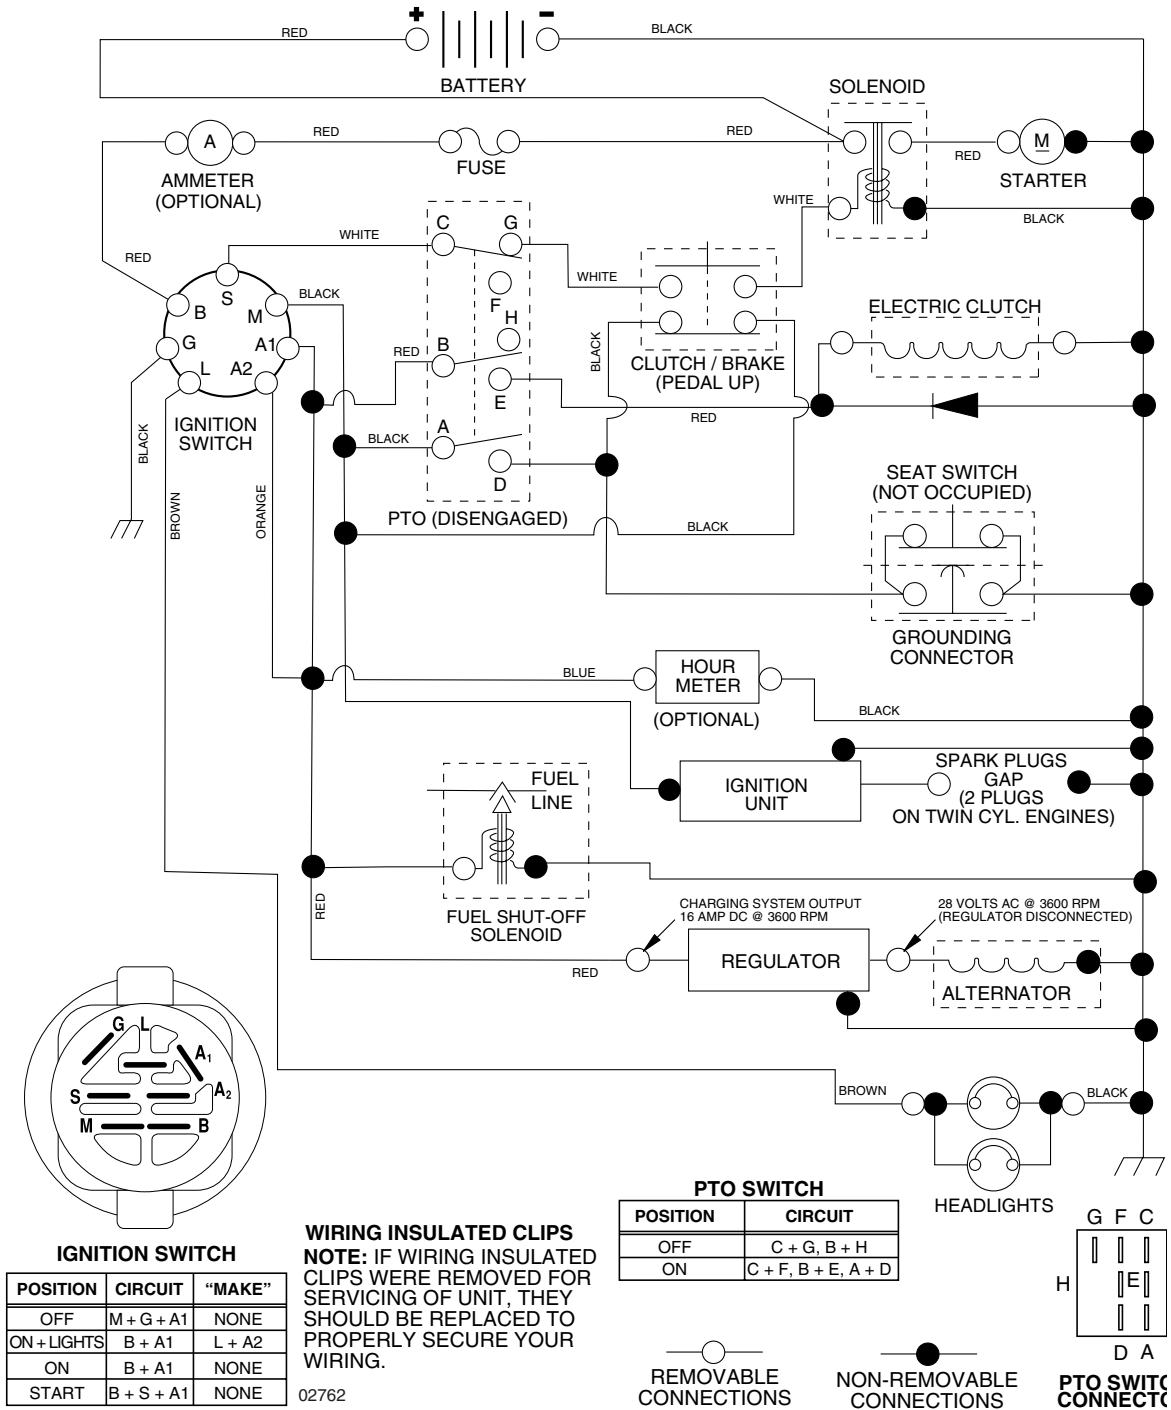 + -
RED
BLACK
BATTERY
SOLENOID
RED
RED
A
FUSE
RED
M
STARTER
AMMETER
(OPTIONAL)
WHITE
BLACK
C
G
WHITE
RED
S
WHITE
F
BLACK
B
M
H
ELECTRIC CLUTCH
G
A1
RED
B
BLACK
CLUTCH / BRAKE
(PEDAL UP)
L
A2
E
IGNITION
SWITCH
RED
BLACK
BLACK
A
D
SEAT SWITCH
(NOT OCCUPIED)
BROWN
ORANGE
PTO (DISENGAGED)
BLACK
GROUNDING
CONNECTOR
BLUE
HOUR
METER
(OPTIONAL)
BLACK
SPARK PLUGS
GAP
(2 PLUGS
ON TWIN CYL. ENGINES)
IGNITION
UNIT
FUEL
LINE
RED
FUEL SHUT-OFF
SOLENOID
CHARGING SYSTEM OUTPUT
16 AMP DC @ 3600 RPM
28 VOLTS AC @ 3600 RPM
(REGULATOR DISCONNECTED)
RED
REGULATOR
ALTERNATOR
G L
A1
S
A2
M
B
BROWN
BLACK
HEADLIGHTS
IGNITION SWITCH
POSITION CIRCUIT “MAKE”
OFF M + G + A1 NONE
ON + LIGHTS B + A1 L + A2
ON B + A1 NONE
START B + S + A1 NONE
WIRING INSULATED CLIPS
NOTE: IF WIRING INSULATED
CLIPS WERE REMOVED FOR
SERVICING OF UNIT, THEY
SHOULD BE REPLACED TO
PROPERLY SECURE YOUR
WIRING.
02762
PTO SWITCH
POSITION CIRCUIT
OFF C + G, B + H
ON C + F, B + E, A + D
REMOVABLE
CONNECTIONS
NON-REMOVABLE
CONNECTIONS
G F C
H
E
D A
PTO SWITC
CONNECTO